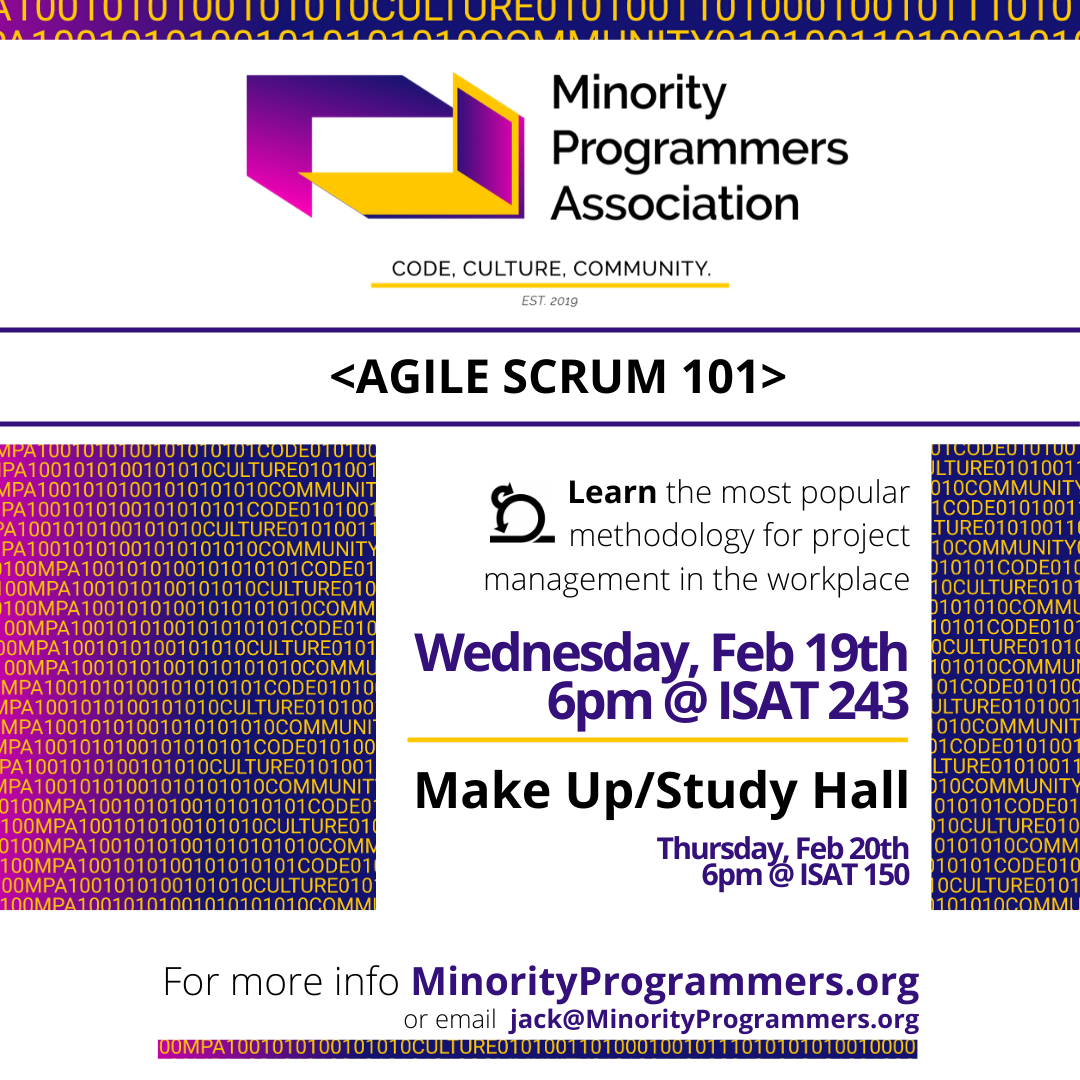 Minority
Programmers
Association
CODE, CULTURE, COMMUNITY.
EST. 2019
<AGILE SCRUM 101>
Learn the most popular
methodology for project
management in the workplace
Wednesday, Feb 19th
6pm @ ISAT 243
Make Up/Study Hall
Thursday, Feb 20th
6pm @ ISAT 150
For more info MinorityProgrammers.org
or email jack@MinorityProgrammers.org